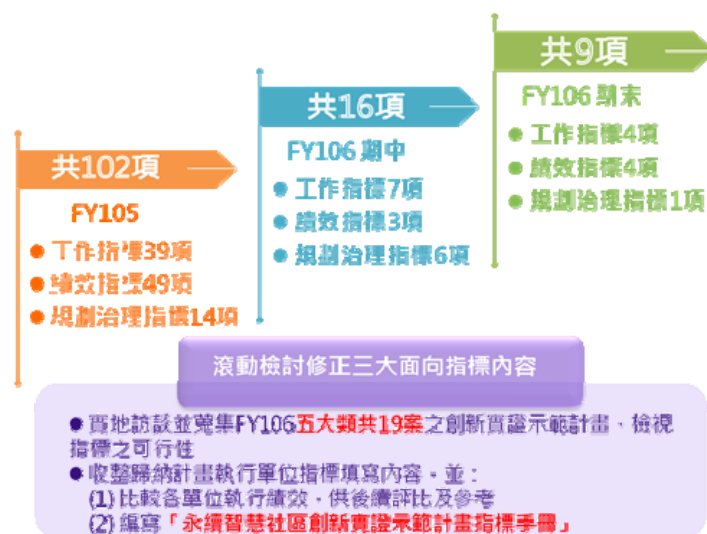 共102項
FY105
● 工作指標39項
● 績效指標49項
● 規劃治理指標14項
共16項
FY106 期中
● 工作指標7項
● 績效指標3項
● 規劃治理指標6項
共9項
FY106 期末
● 工作指標4項
● 績效指標4項
● 規劃治理指標1項
滾動檢討修正三大面向指標內容
● 實地訪談並蒐集FY106五大類共19案之創新實證示範計畫，檢視
指標之可行性
● 收整歸納計畫執行單位指標填寫內容，並：
(1) 比較各單位執行績效，供後續評比及參考
(2) 編寫「永續智慧社區創新實證示範計畫指標手冊」